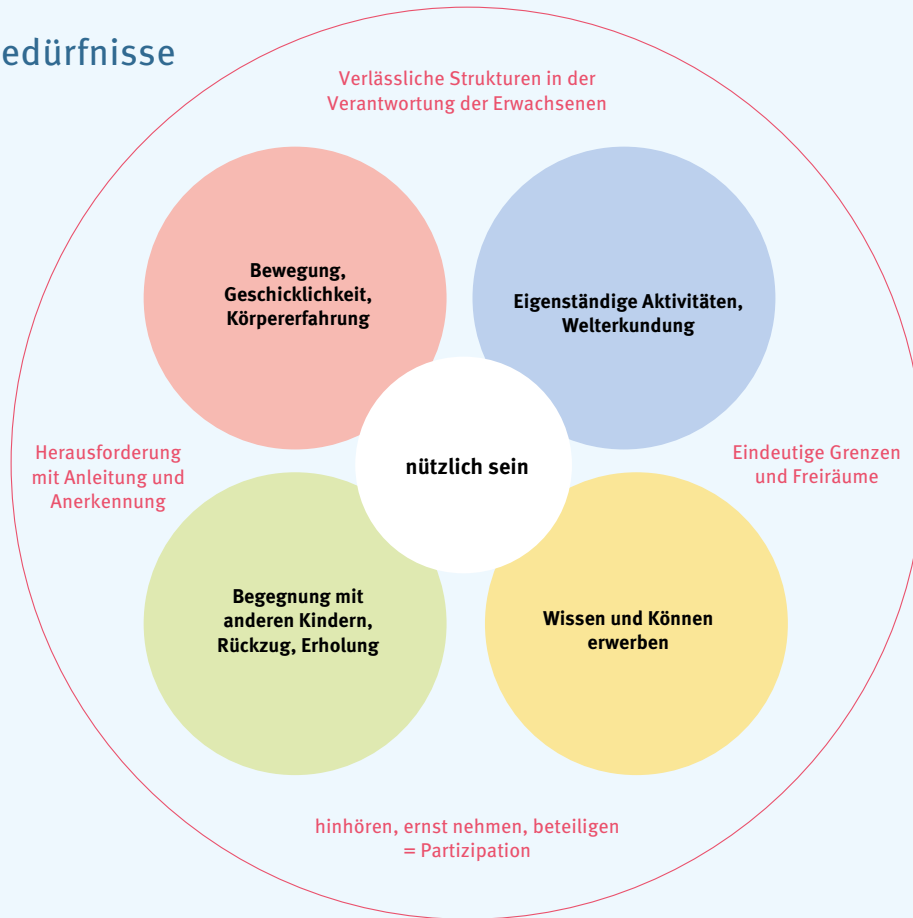 edürfnisse
Verlässliche Strukturen in der
Verantwortung der Erwachsenen
Bewegung,
Geschicklichkeit,
Körpererfahrung
Eigenständige Aktivitäten,
Welterkundung
nützlich sein
Herausforderung
mit Anleitung und
Anerkennung
Eindeutige Grenzen
und Freiräume
Begegnung mit
anderen Kindern,
Rückzug, Erholung
Wissen und Können
erwerben
hinhören, ernst nehmen, beteiligen
= Partizipation